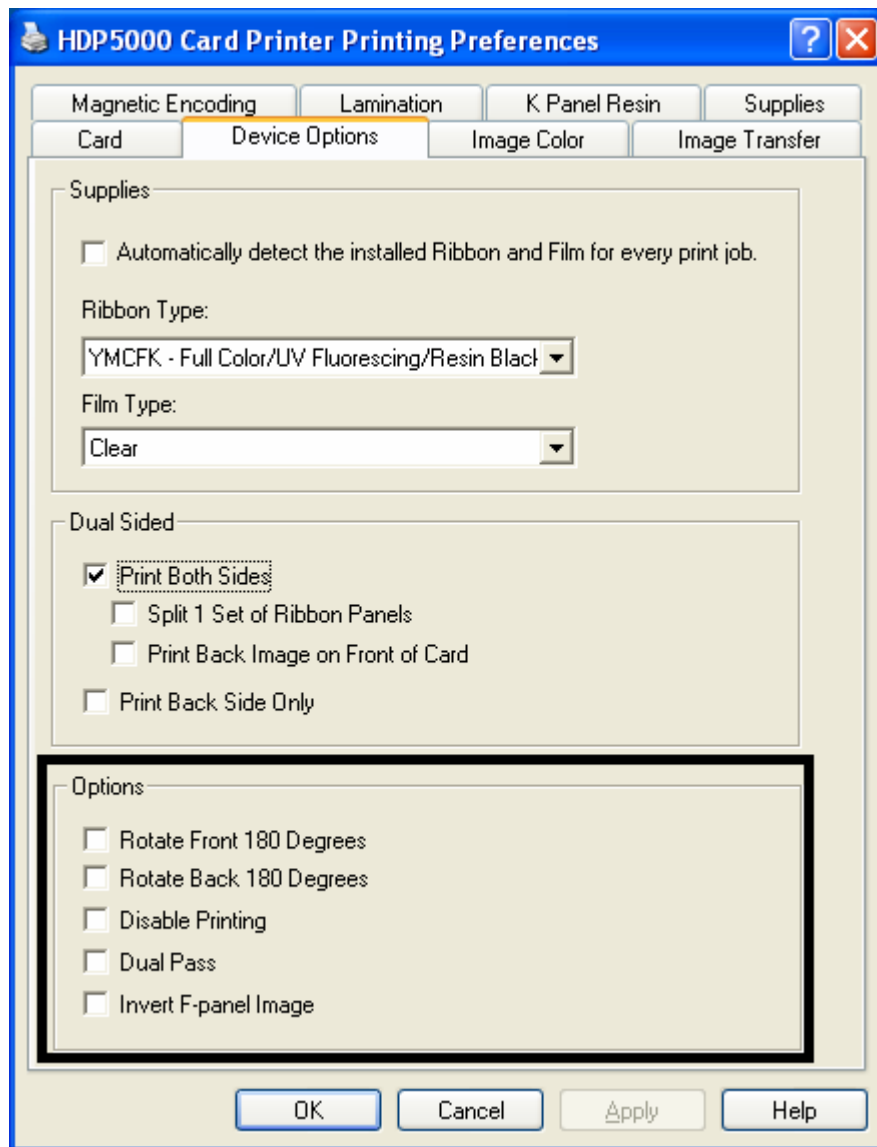 HDP5000 Card Printer Printing Preferences
Magnetic Encoding Lamination K Panel Resin Supplies
Card Device Options Image Color Image Transfer
Supplies
Automatically detect the installed Ribbon and Film for every print job.
Ribbon Type:
YMCFK - Full Color/UV Fluorescing/Resin Black
Film Type:
Clear
Dual Sided
Print Both Sides
Split 1 Set of Ribbon Panels
Print Back Image on Front of Card
Print Back Side Only
Options
Rotate Front 180 Degrees
Rotate Back 180 Degrees
Disable Printing
Dual Pass
Invert F-panel Image
OK Cancel Apply Help